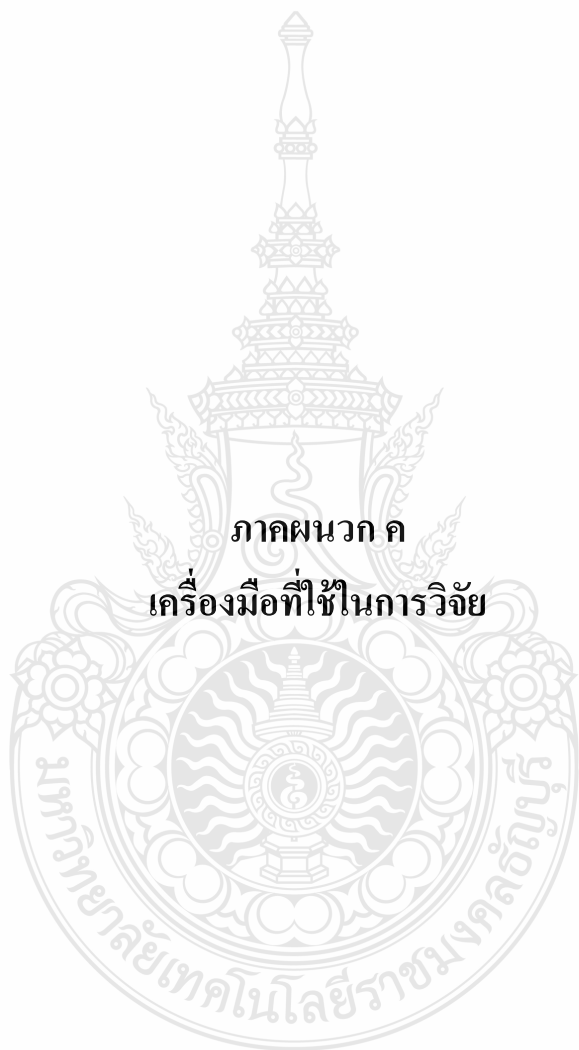 ภาคผนวก ค
เครื่องมือที่ใช้ในการวิจัย
มหาวิทยาลัยเทคโนโลยีราชมงคลธัญบุรี